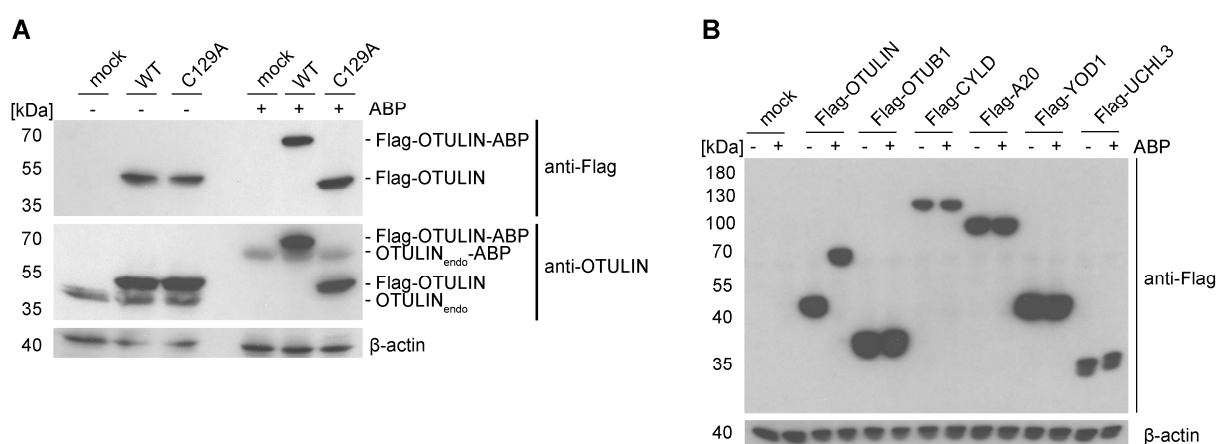 A
mock WT C129A mock WT C129A
[kDa] - - - + + + ABP
70 - Flag-OTULIN-ABP
55 - Flag-OTULIN
35
anti-Flag
70 - Flag-OTULIN-ABP
- OTULINendo-ABP
55 - Flag-OTULIN
35 - OTULINendo
anti-OTULIN
40 β-actin
B
mock Flag-OTULIN Flag-OTUB1 Flag-CYLD Flag-A20 Flag-YOD1 Flag-UCHL3
[kDa] - + - + - + - + - + - + - + ABP
180
130
100
70
55
40
35
anti-Flag
40 β-actin